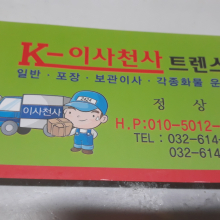 K-이사천사 트렌스
일반 · 포장 · 보관이사 · 각종화물 운
정 상
이사천사
H.P:010-5012-
TEL : 032-614
032-614